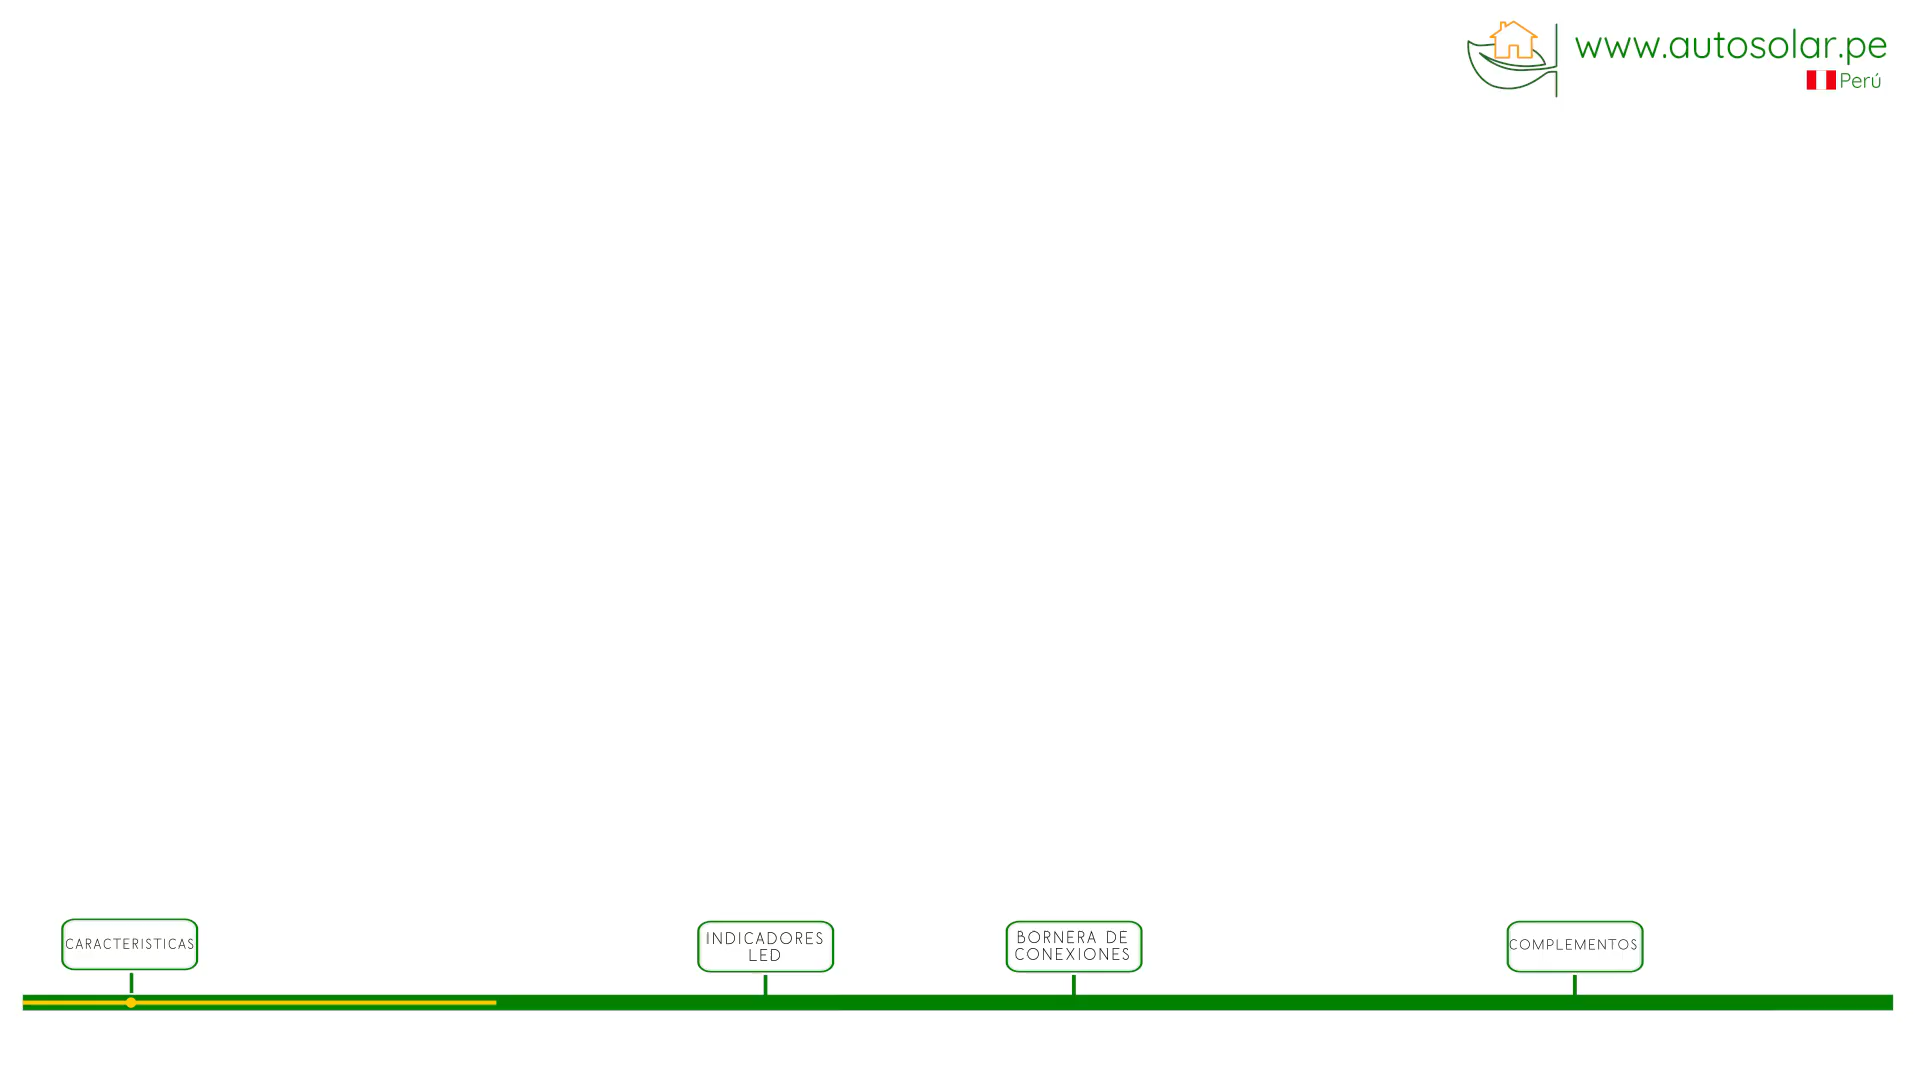 www.autosolar.pe
Perú
CARACTERISTICAS
INDICADORES
LED
BORNERA DE
CONEXIONES
COMPLEMENTOS